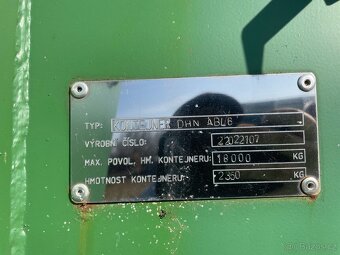 TYP: KONTEJNER DHN ABU6
VÝROBNÍ ČÍSLO: 22022107
MAX. POVOL. HM. KONTEJNERU: 18000 KG
HMOTNOST KONTEJNERU: 2350 KG